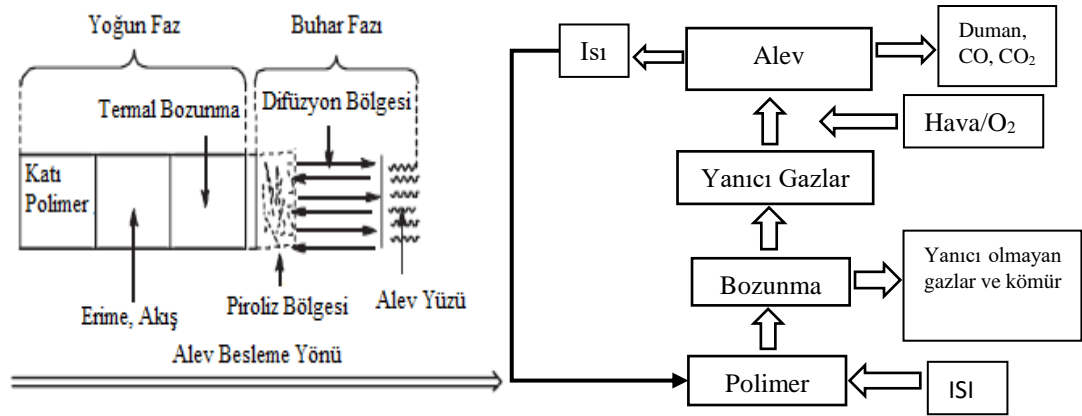 Yoğun Faz
Buhar Fazı
Termal Bozunma
Difüzyon Bölgesi
Katı
Polimer
Erime, Akış
Piroliz Bölgesi
Alev Yüzü
Alev Besleme Yönü
Isı
Alev
Duman,
CO, CO₂
Hava/O₂
Yanıcı Gazlar
Bozunma
Yanıcı olmayan
gazlar ve kömür
Polimer
ISI